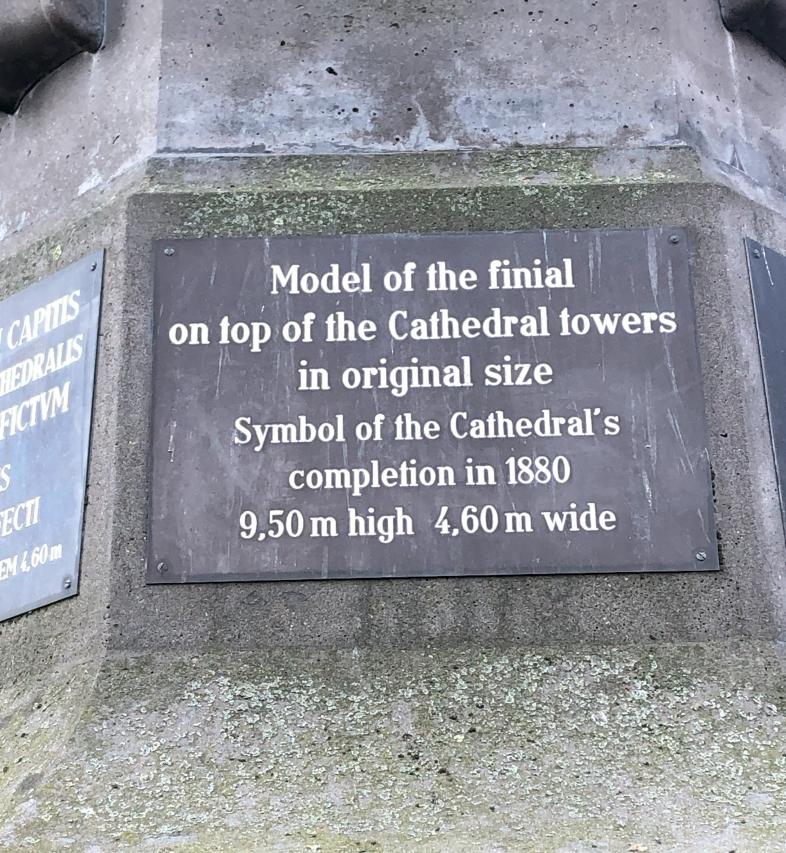 CAPITIS
HEDRALIS
FICTVM
S
ECTI
EM 4,60 m
Model of the finial
on top of the Cathedral towers
in original size
Symbol of the Cathedral's
completion in 1880
9,50 m high 4,60 m wide